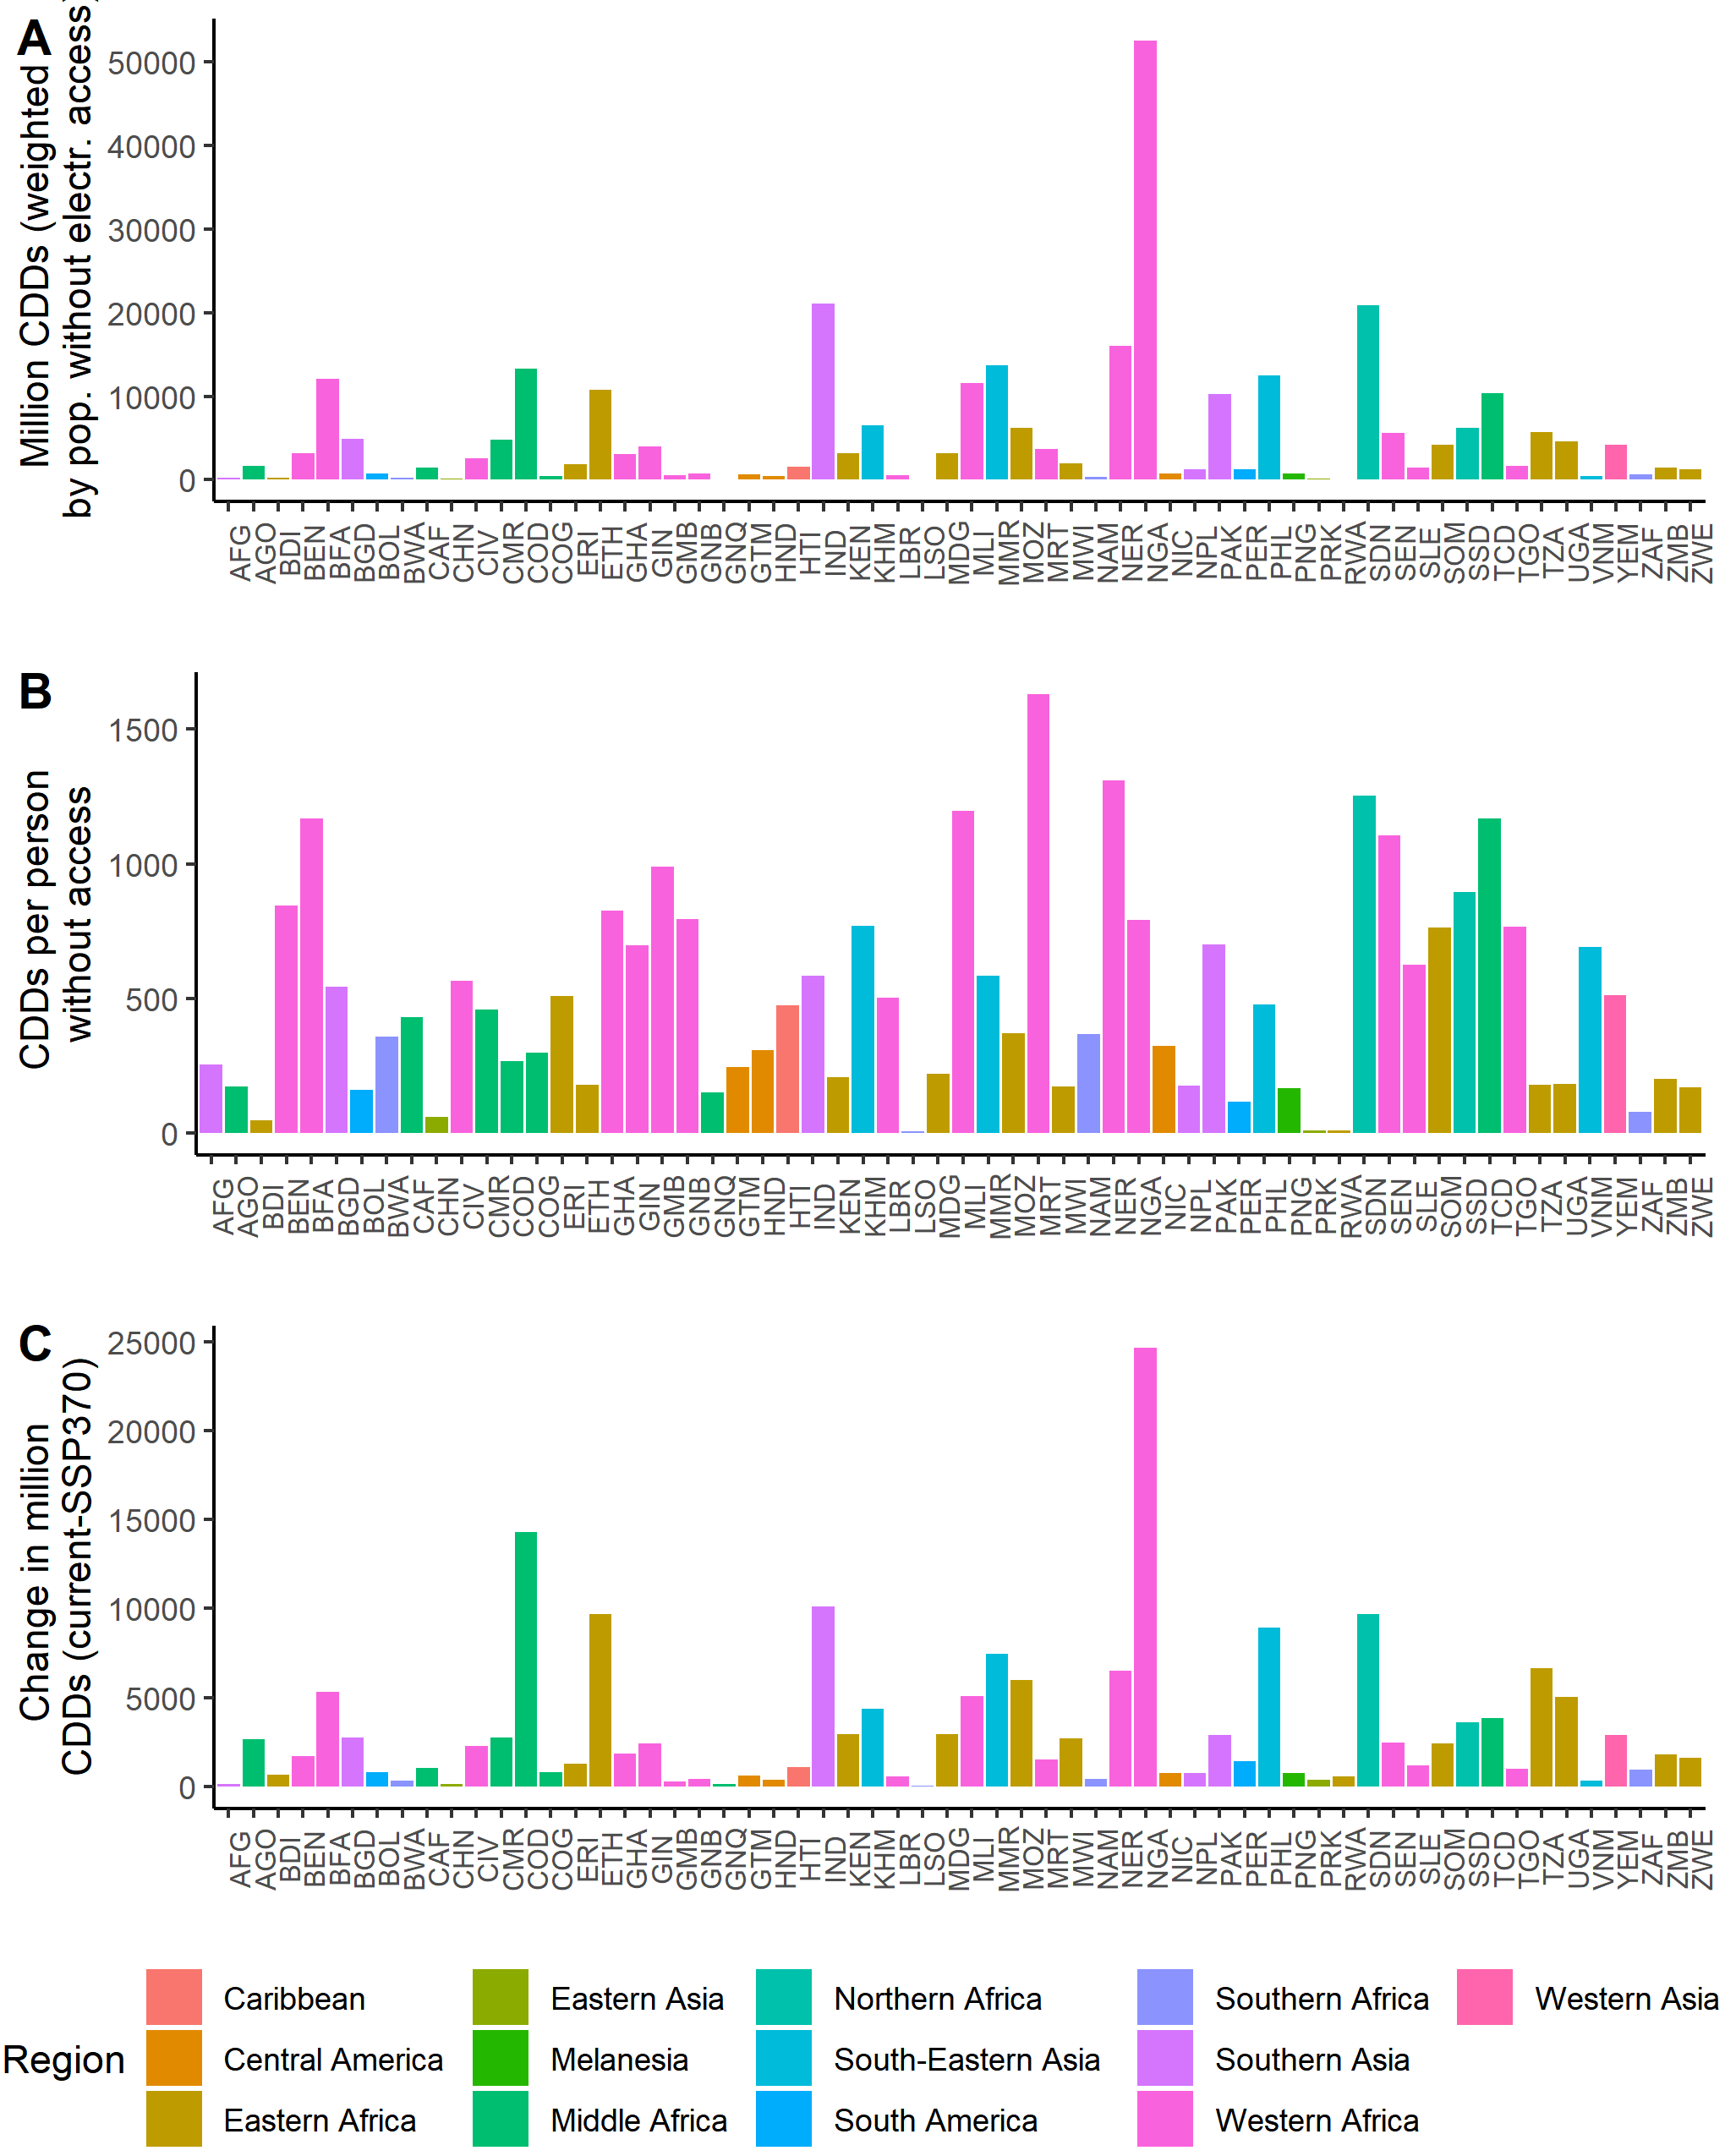 A
Million CDDs (weighted
by pop. without electr. access)
50000
40000
30000
20000
10000
0
AFG AGO BDI BEN BFA BGD BOL BWA CAF CHN CIV CMR COD COG ERI ETH GHA GIN GMB GNB GNQ GTM HND HTI IND KEN KHM LBR LSO MDG MLI MMR MOZ MRT MWI NAM NER NGA NIC NPL PAK PER PHL PNG PRK RWA SDN SEN SLE SOM SSD TCD TGO TZA UGA VNM YEM ZAF ZMB ZWE
B
CDDs per person
without access
1500
1000
500
0
AFG AGO BDI BEN BFA BGD BOL BWA CAF CHN CIV CMR COD COG ERI ETH GHA GIN GMB GNB GNQ GTM HND HTI IND KEN KHM LBR LSO MDG MLI MMR MOZ MRT MWI NAM NER NGA NIC NPL PAK PER PHL PNG PRK RWA SDN SEN SLE SOM SSD TCD TGO TZA UGA VNM YEM ZAF ZMB ZWE
C
Change in million
CDDs (current-SSP370)
25000
20000
15000
10000
5000
0
AFG AGO BDI BEN BFA BGD BOL BWA CAF CHN CIV CMR COD COG ERI ETH GHA GIN GMB GNB GNQ GTM HND HTI IND KEN KHM LBR LSO MDG MLI MMR MOZ MRT MWI NAM NER NGA NIC NPL PAK PER PHL PNG PRK RWA SDN SEN SLE SOM SSD TCD TGO TZA UGA VNM YEM ZAF ZMB ZWE
Region
Caribbean
Central America
Eastern Africa
Eastern Asia
Melanesia
Middle Africa
Northern Africa
South-Eastern Asia
South America
Southern Africa
Southern Asia
Western Africa
Western Asia